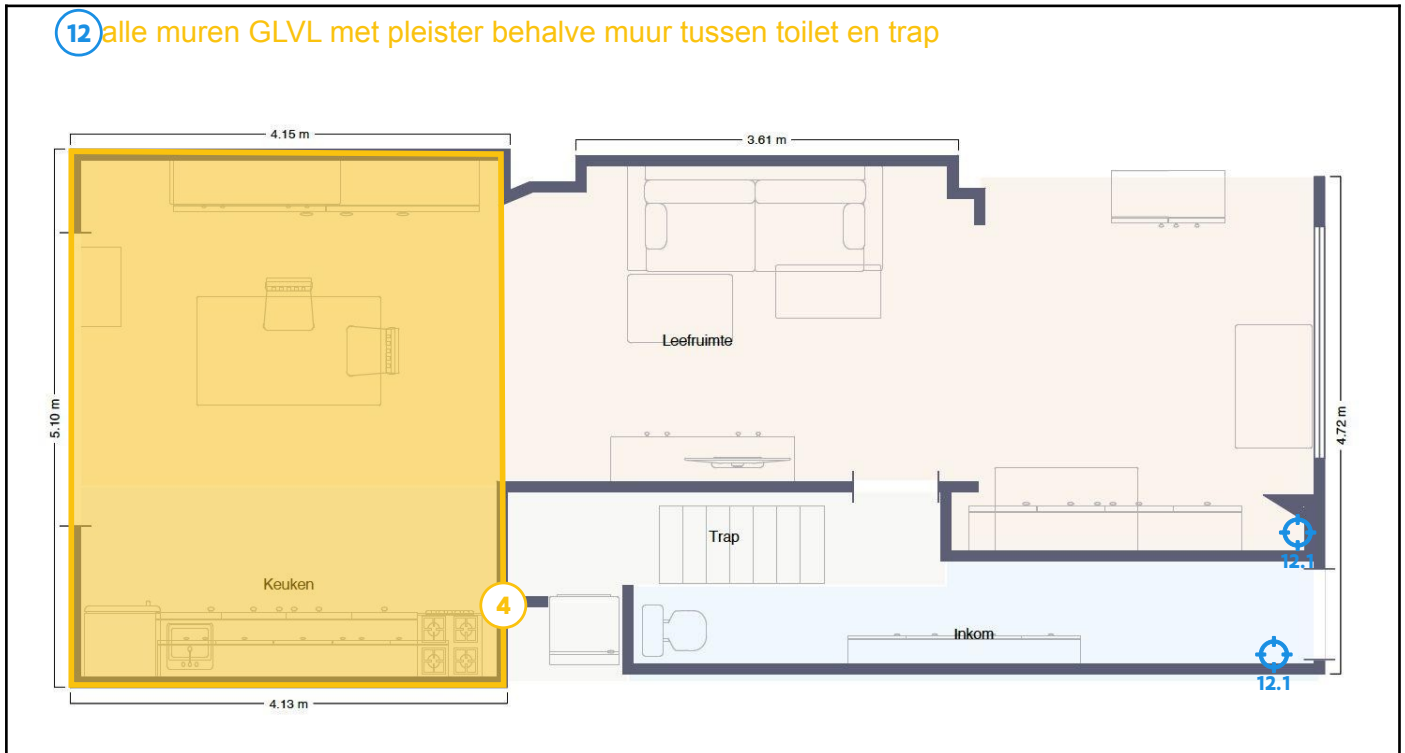 12 alle muren GLVL met pleister behalve muur tussen toilet en trap
4.15 m
3.61 m
Leefruimte
5.10 m
4.72 m
Trap
12.1
Keuken
4
Inkom
12.1
4.13 m